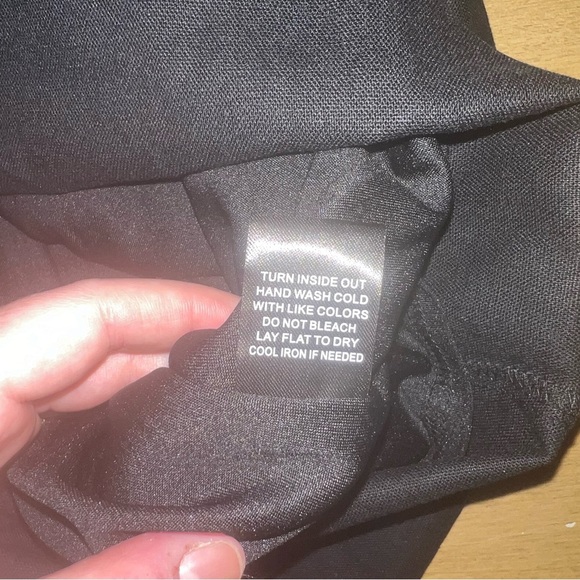 TURN INSIDE OUT
HAND WASH COLD
WITH LIKE COLORS
DO NOT BLEACH
LAY FLAT TO DRY
COOL IRON IF NEEDED